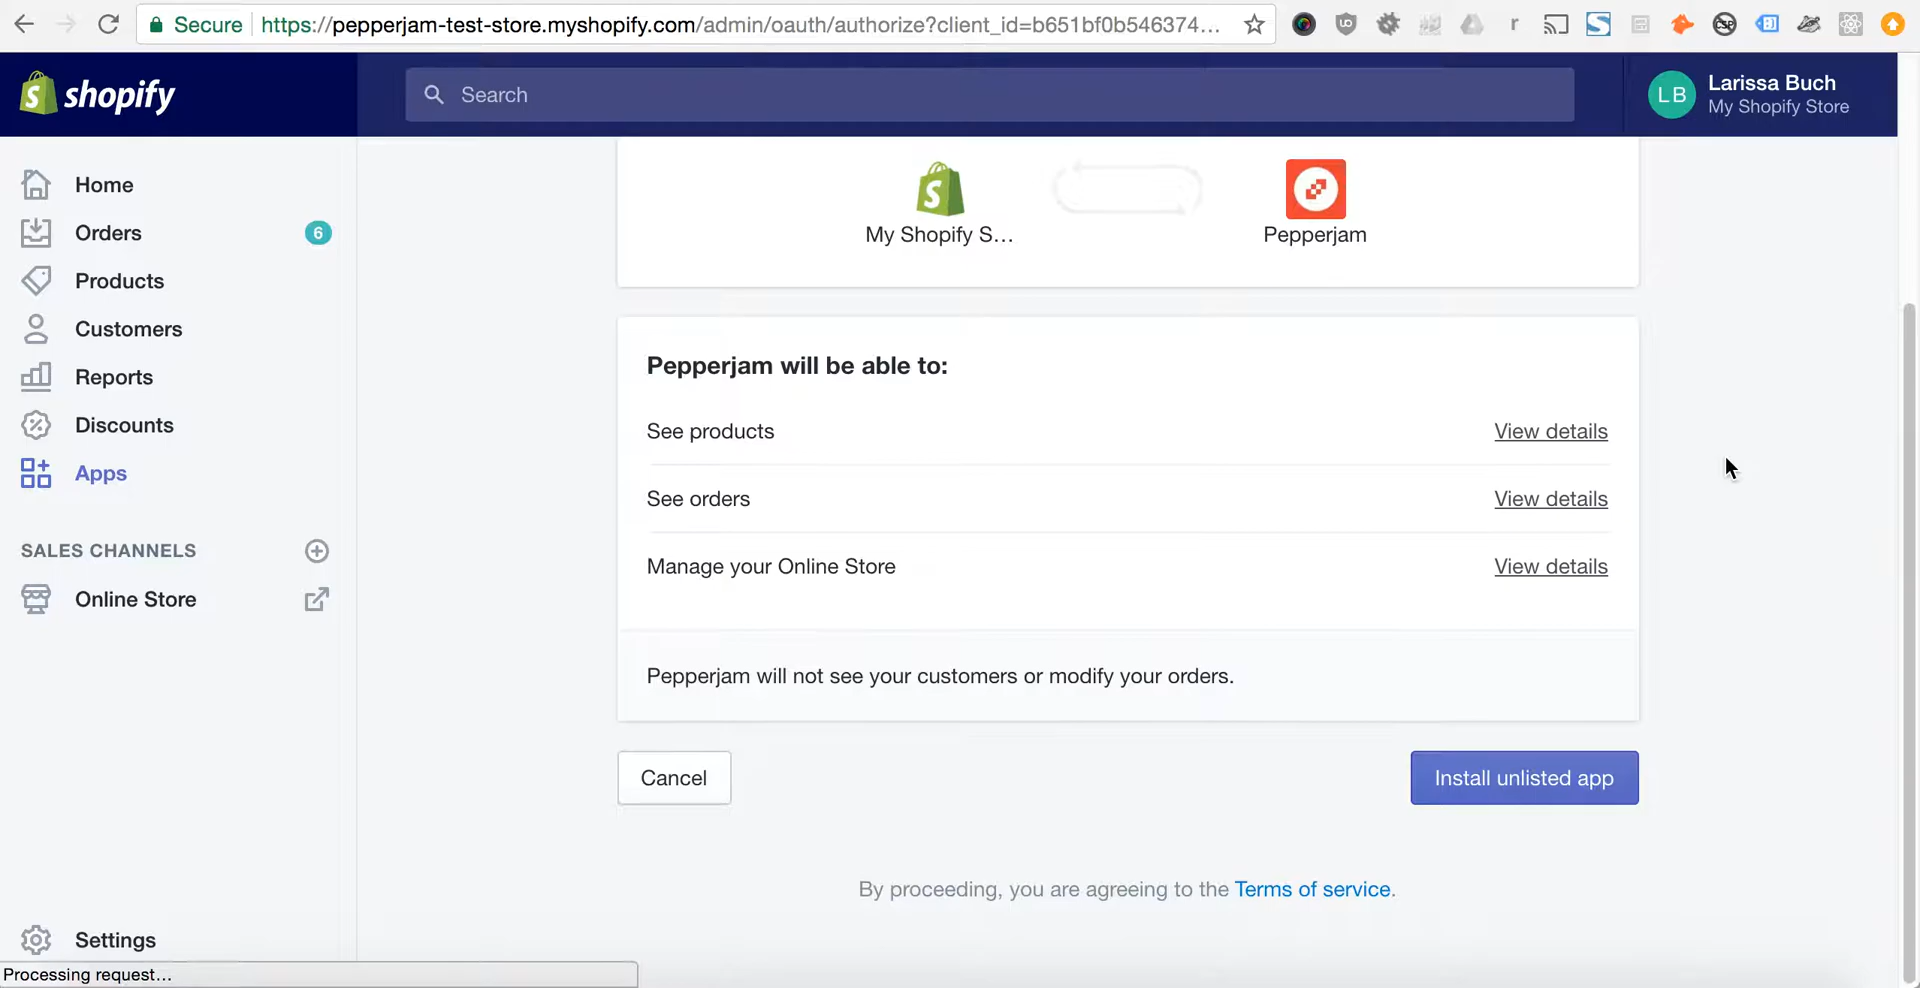 Secure https://pepperjam-test-store.myshopify.com/admin/oauth/authorize?client_id=b651bf0b546374...
shopify
Search
LB
Larissa Buch
My Shopify Store
Home
Orders 6
Products
Customers
Reports
Discounts
Apps
SALES CHANNELS
Online Store
Settings
Processing request...
My Shopify S...
Pepperjam
Pepperjam will be able to:
See products View details
See orders View details
Manage your Online Store View details
Pepperjam will not see your customers or modify your orders.
Cancel
Install unlisted app
By proceeding, you are agreeing to the Terms of service.